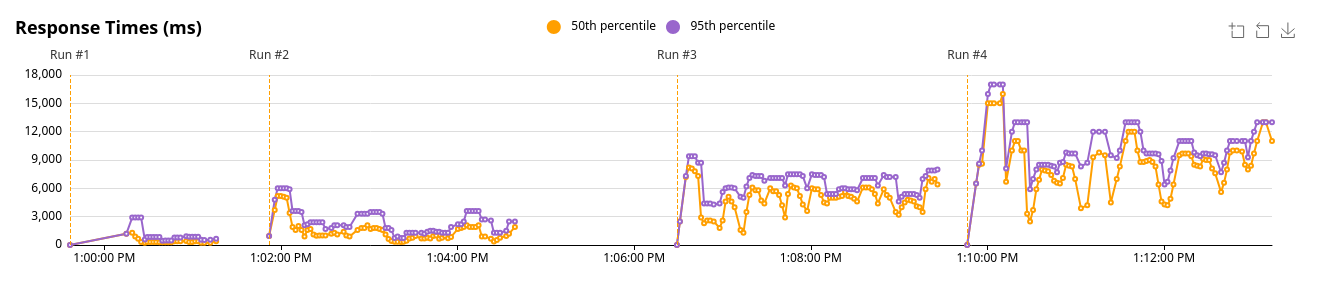 Response Times (ms)
50th percentile
95th percentile
Run #1
Run #2
Run #3
Run #4
18,000
15,000
12,000
9,000
6,000
3,000
0
1:00:00 PM
1:02:00 PM
1:04:00 PM
1:06:00 PM
1:08:00 PM
1:10:00 PM
1:12:00 PM